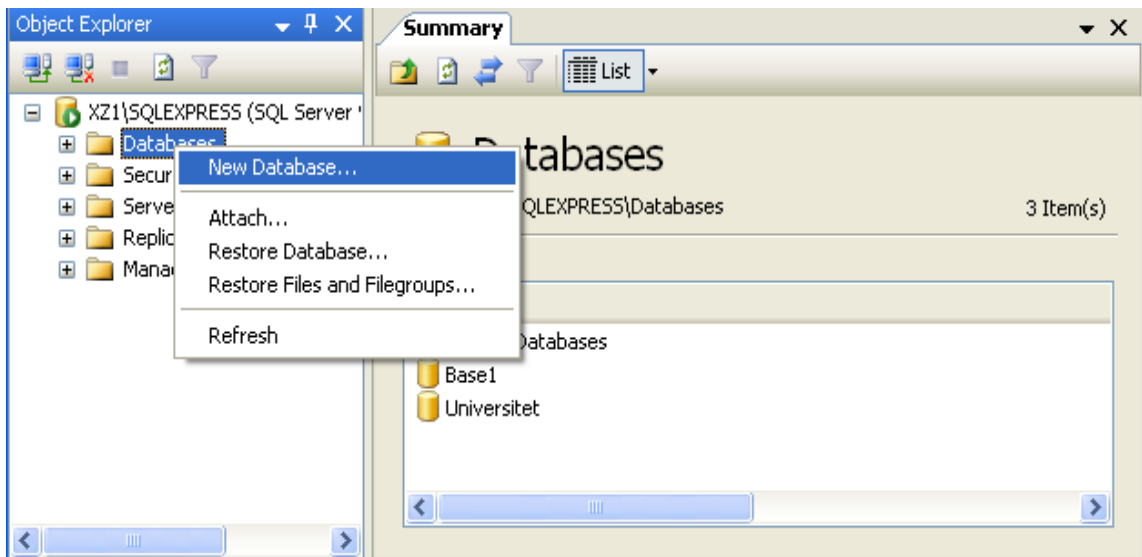 Object Explorer
XZ1\SQLEXPRESS (SQL Server
Databases
Secur
Serve
Replic
Mana
New Database...
Attach...
Restore Database...
Restore Files and Filegroups...
Refresh
Summary
List
tabases
QLEXPRESS\Databases 3 Item(s)
Databases
Base1
Universitet